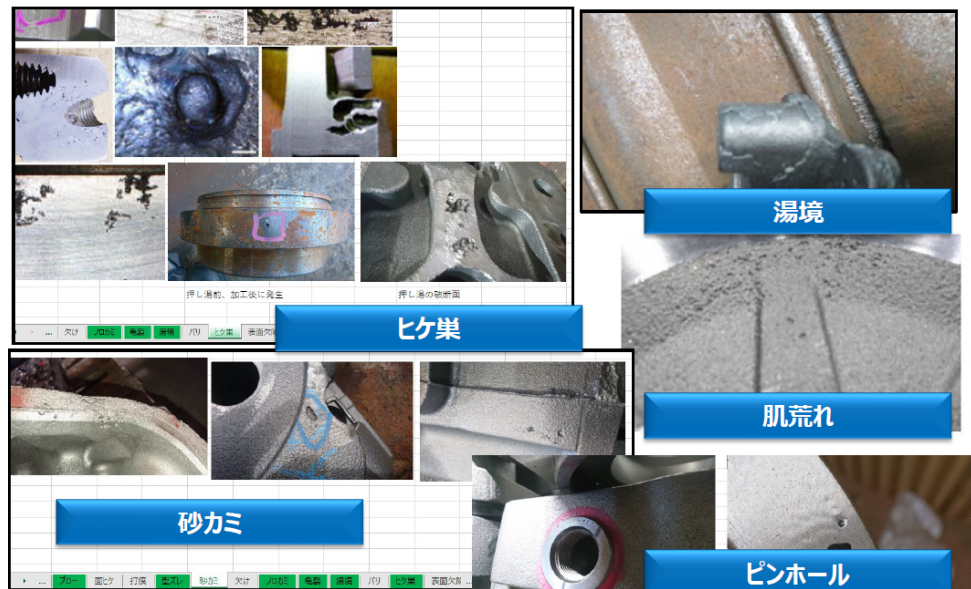 湯境
押し湯前、加工後に発生
押し湯の破断面
... 欠け ノロカミ 亀裂 湯境 バリ ヒケ巣 表面欠陥
ヒケ巣
肌荒れ
砂カミ
... ブロー 面ヒケ 打痕 型ズレ 砂カミ 欠け ノロカミ 亀裂 湯境 バリ ヒケ巣 表面欠陥 ...
ピンホール